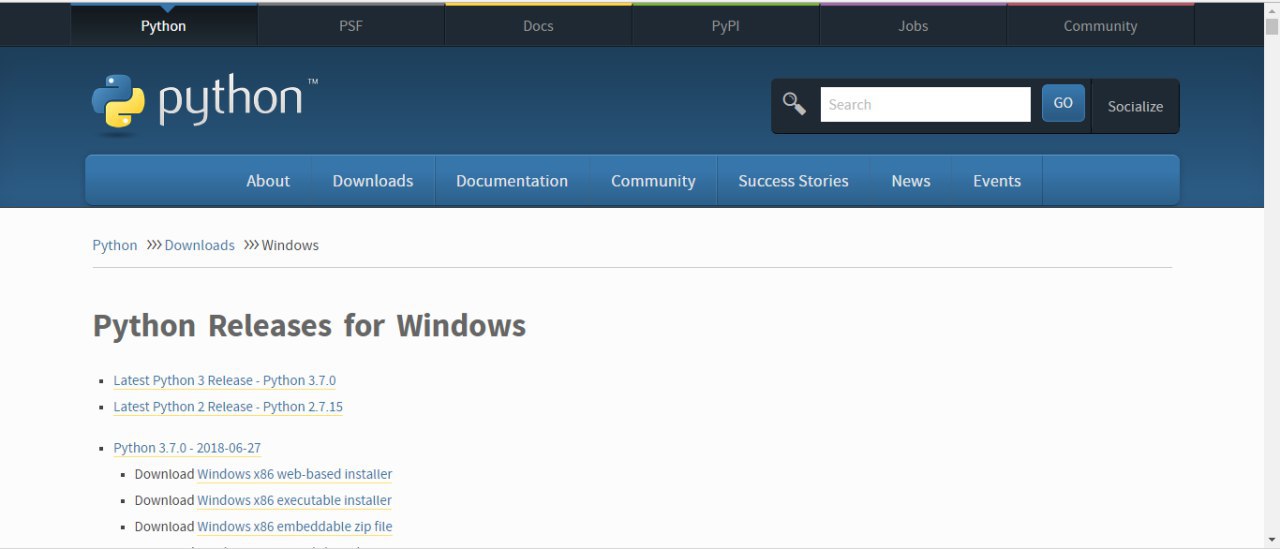 Python PSF Docs PyPI Jobs Community
python™
Search GO Socialize
About Downloads Documentation Community Success Stories News Events
Python >>> Downloads >>> Windows
Python Releases for Windows
Latest Python 3 Release - Python 3.7.0
Latest Python 2 Release - Python 2.7.15
Python 3.7.0 - 2018-06-27
Download Windows x86 web-based installer
Download Windows x86 executable installer
Download Windows x86 embeddable zip file